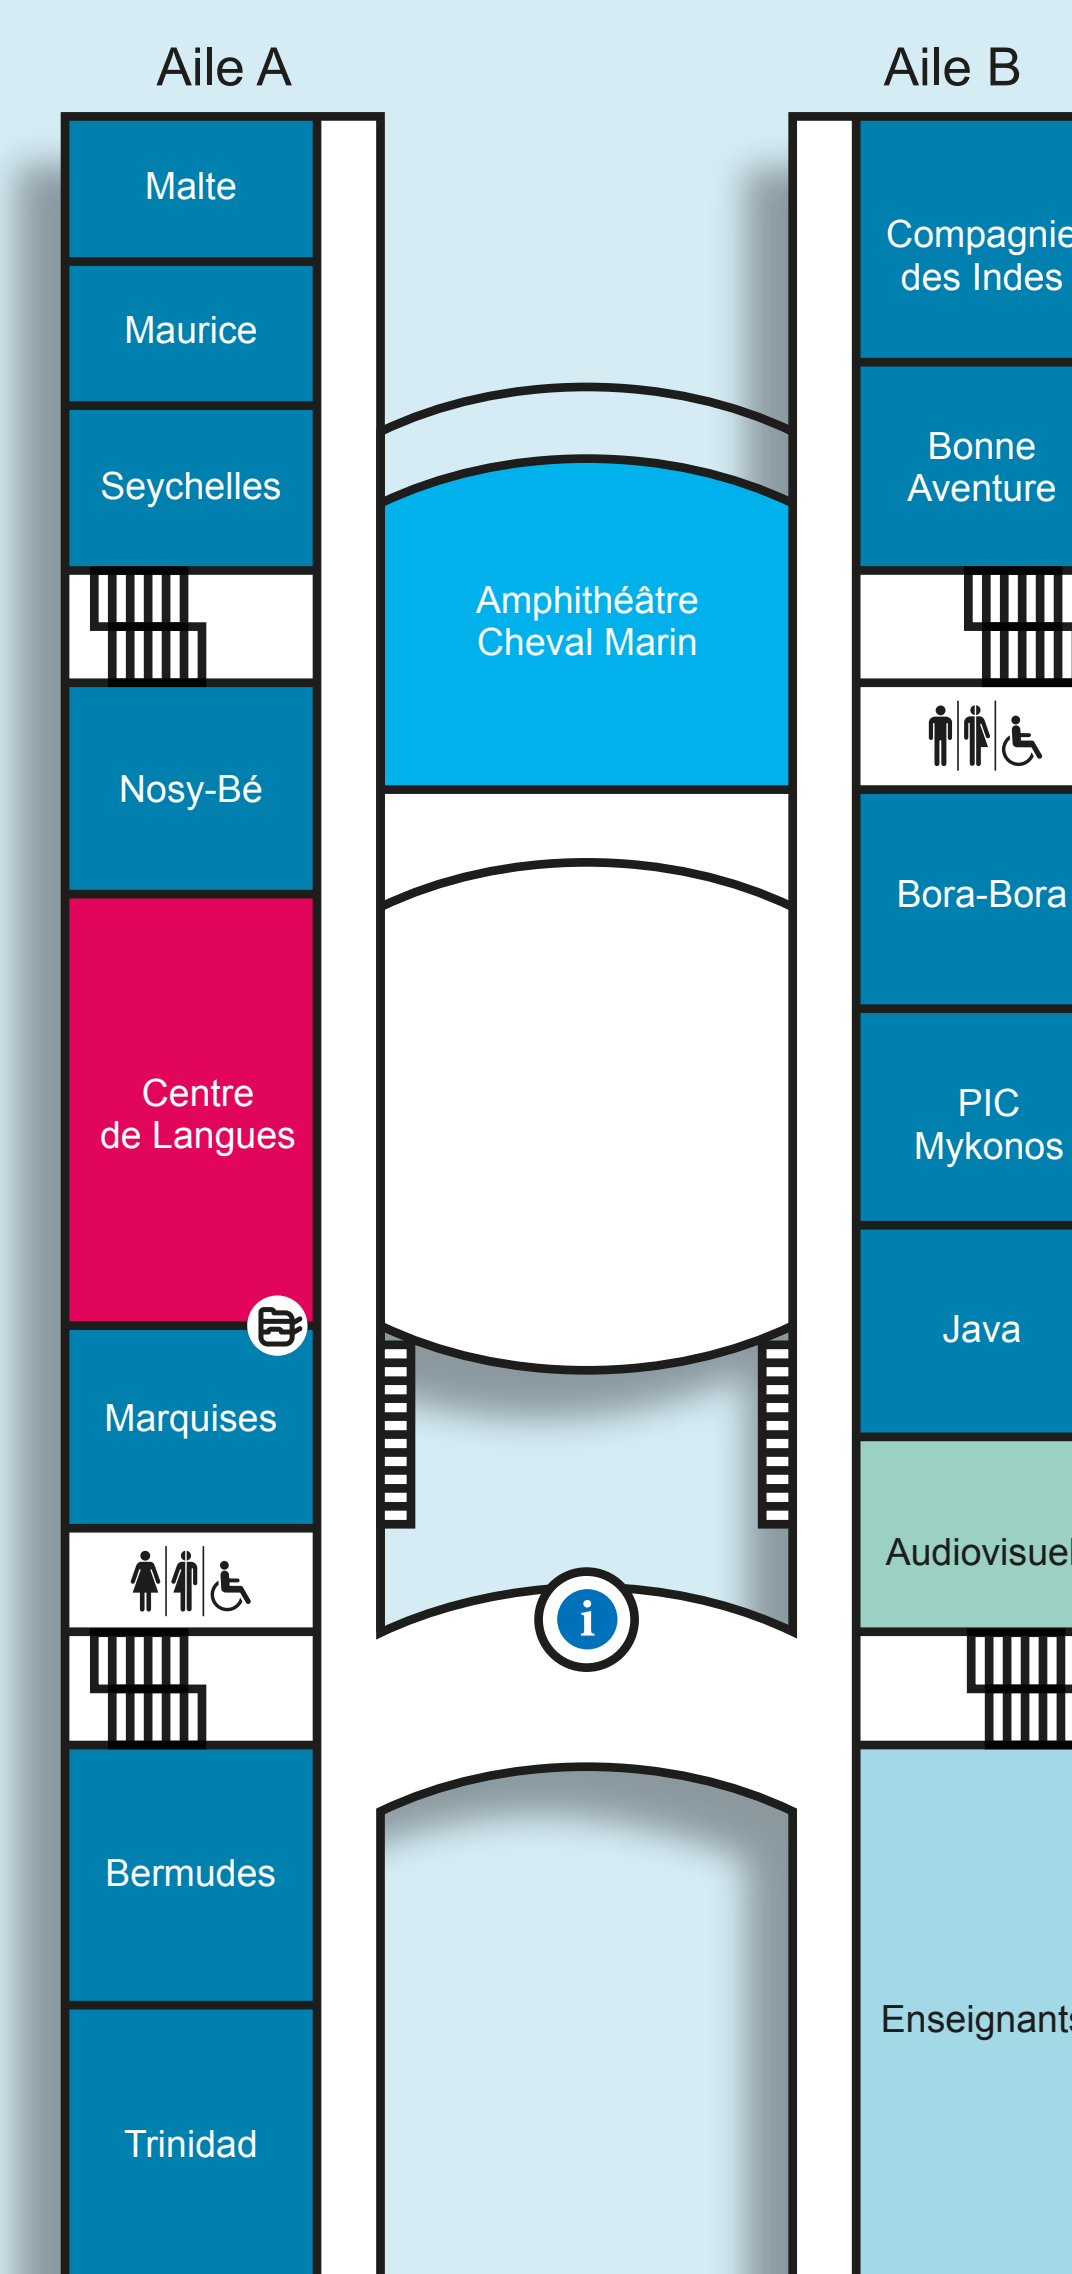 Aile A
Malte
Maurice
Seychelles
Nosy-Bé
Centre
de Langues
Marquises
Bermudes
Trinidad
Amphithéâtre
Cheval Marin
i
Aile B
Compagnie
des Indes
Bonne
Aventure
Bora-Bora
PIC
Mykonos
Java
Audiovisuel
Enseignants